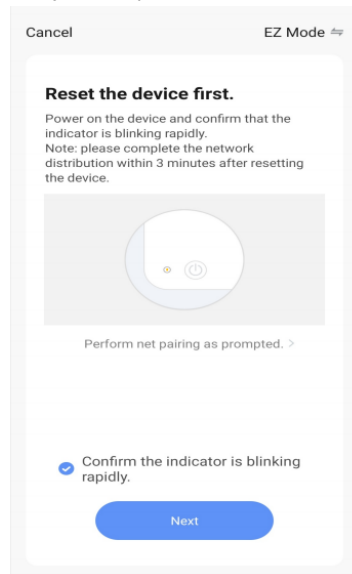 Cancel
EZ Mode
Reset the device first.
Power on the device and confirm that the
indicator is blinking rapidly.
Note: please complete the network
distribution within 3 minutes after resetting
the device.
Perform net pairing as prompted. >
Confirm the indicator is blinking
rapidly.
Next